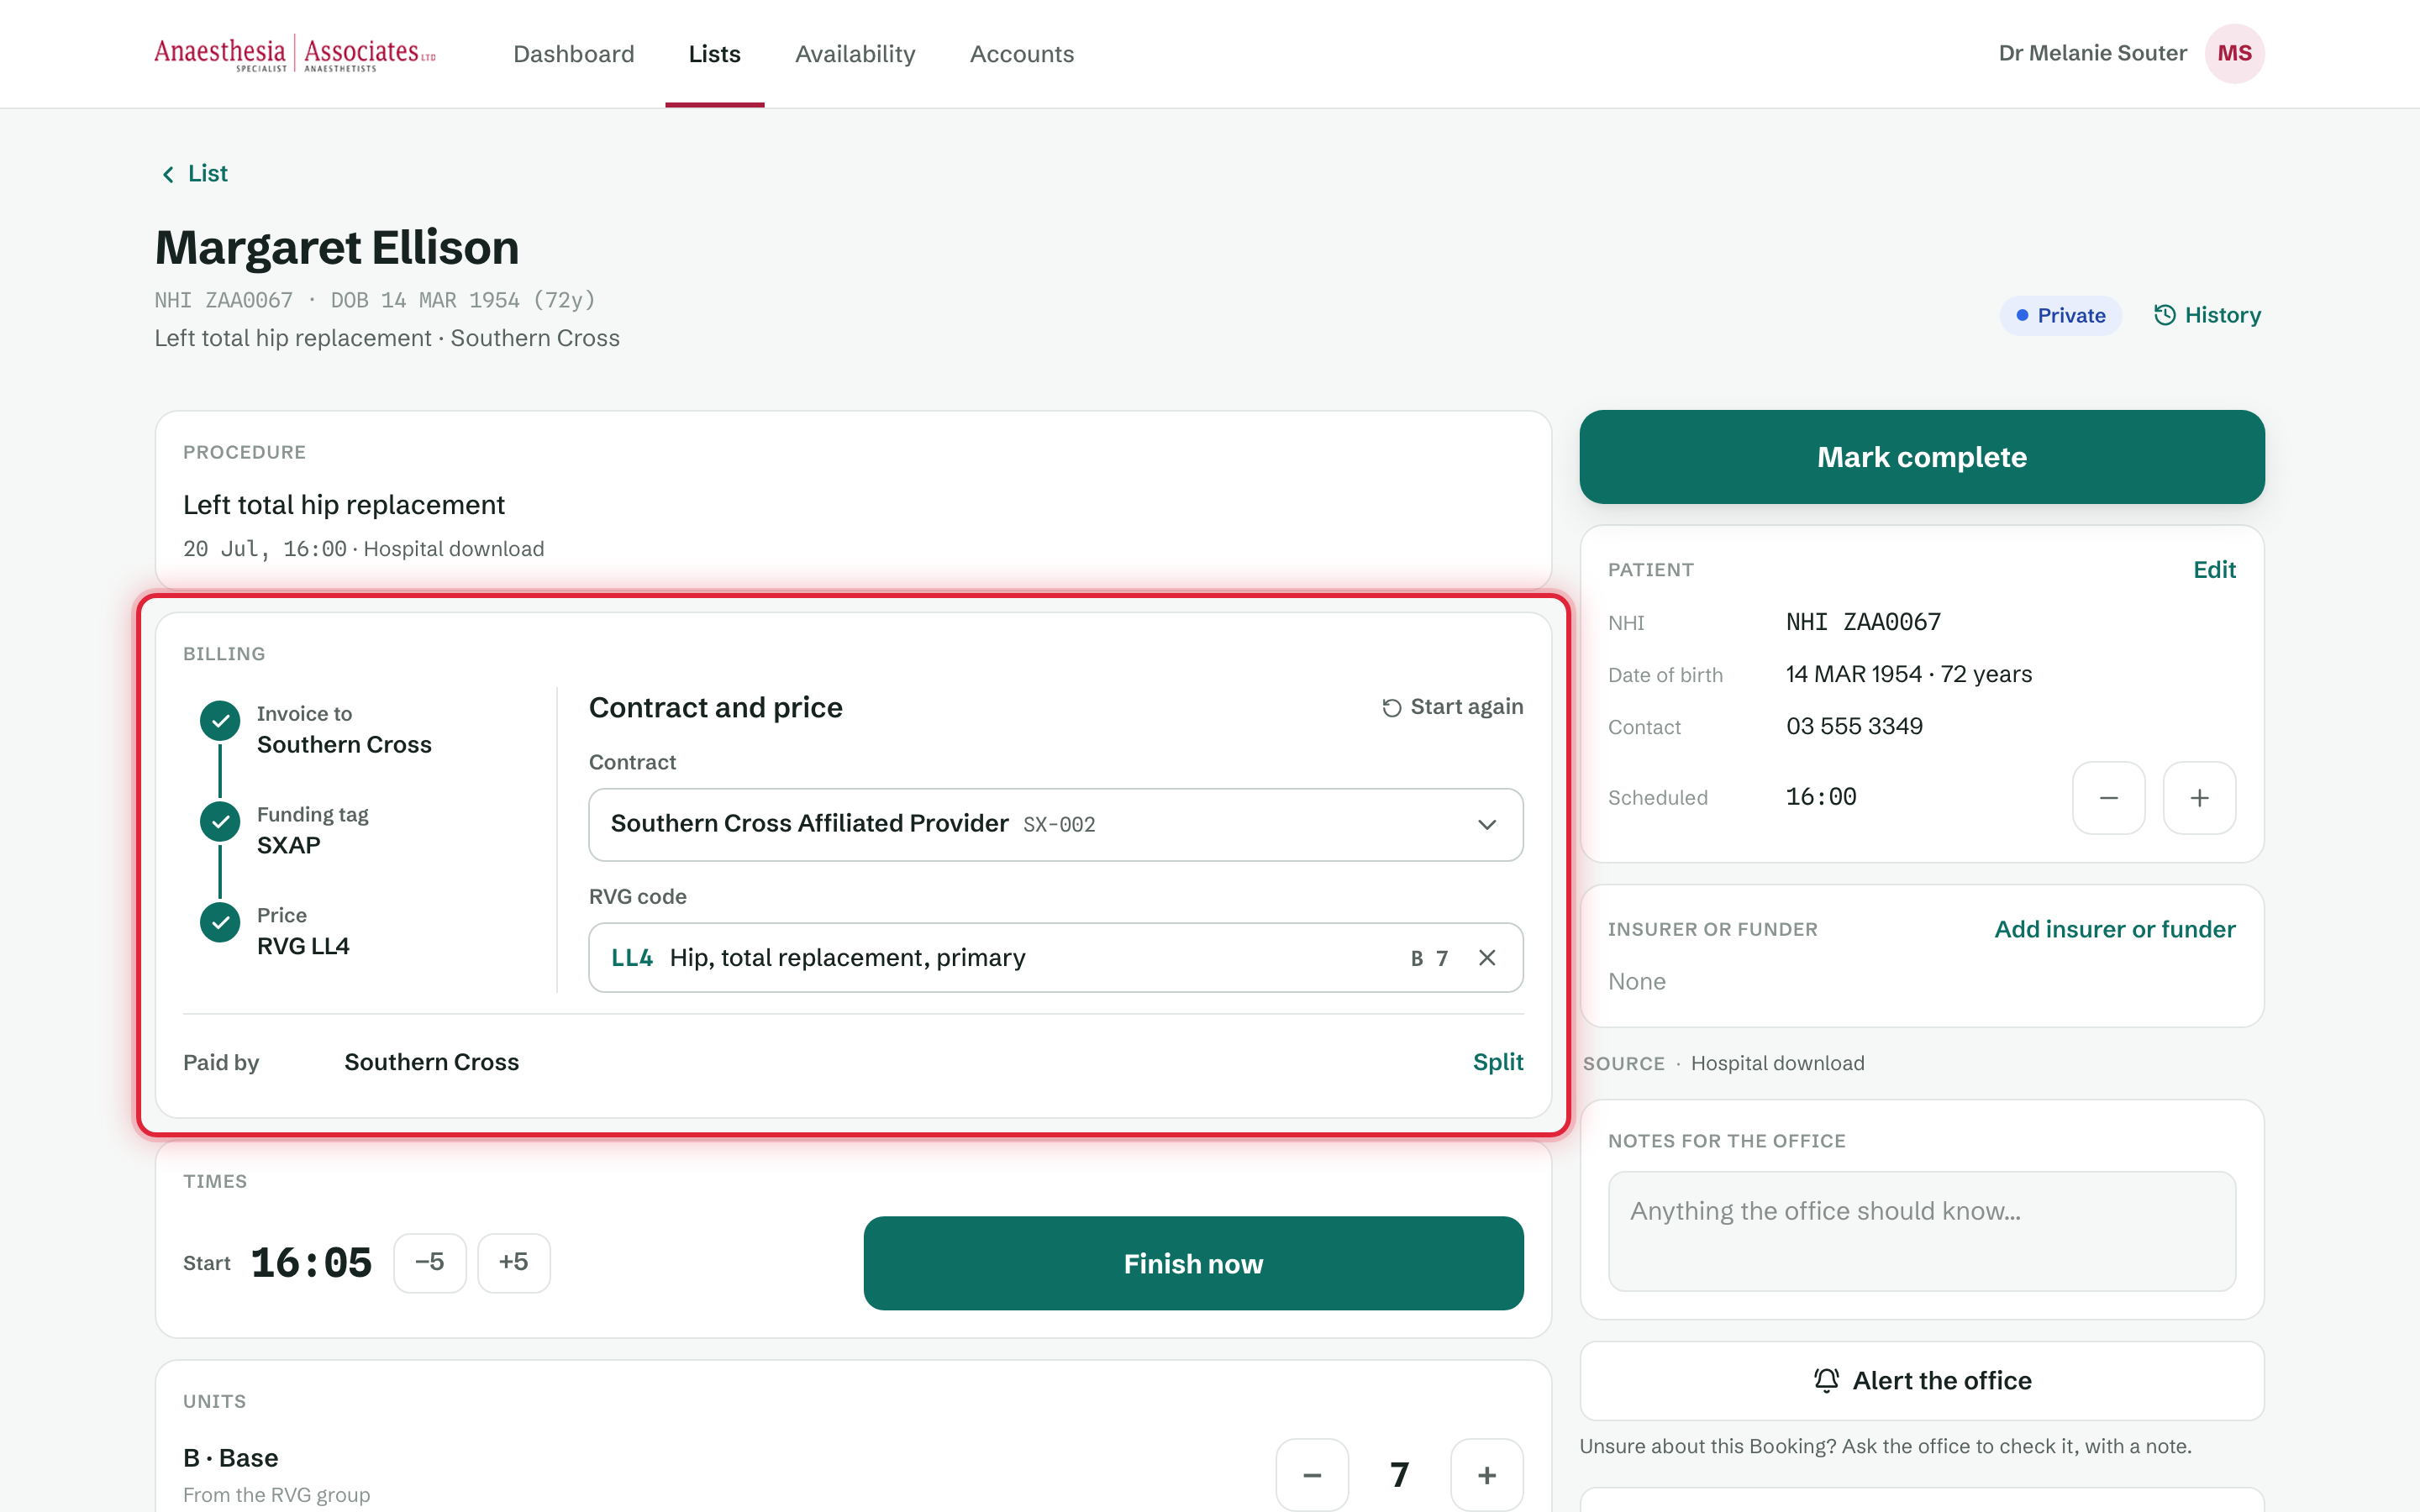 Anaesthesia Associates LTD
SPECIALIST ANAESTHETISTS
Dashboard
Lists
Availability
Accounts
Dr Melanie Souter
MS
List
Margaret Ellison
NHI ZAA0067 · DOB 14 MAR 1954 (72y)
Left total hip replacement · Southern Cross
Private
History
PROCEDURE
Left total hip replacement
20 Jul, 16:00 · Hospital download
BILLING
Invoice to
Southern Cross
Funding tag
SXAP
Price
RVG LL4
Contract and price
Start again
Contract
Southern Cross Affiliated Provider SX-002
RVG code
LL4 Hip, total replacement, primary B 7
Paid by Southern Cross Split
TIMES
Start 16:05 −5 +5
Finish now
UNITS
B · Base
From the RVG group
− 7 +
Mark complete
PATIENT
Edit
NHI NHI ZAA0067
Date of birth 14 MAR 1954 · 72 years
Contact 03 555 3349
Scheduled 16:00 − +
INSURER OR FUNDER
Add insurer or funder
None
SOURCE · Hospital download
NOTES FOR THE OFFICE
Anything the office should know…
Alert the office
Unsure about this Booking? Ask the office to check it, with a note.